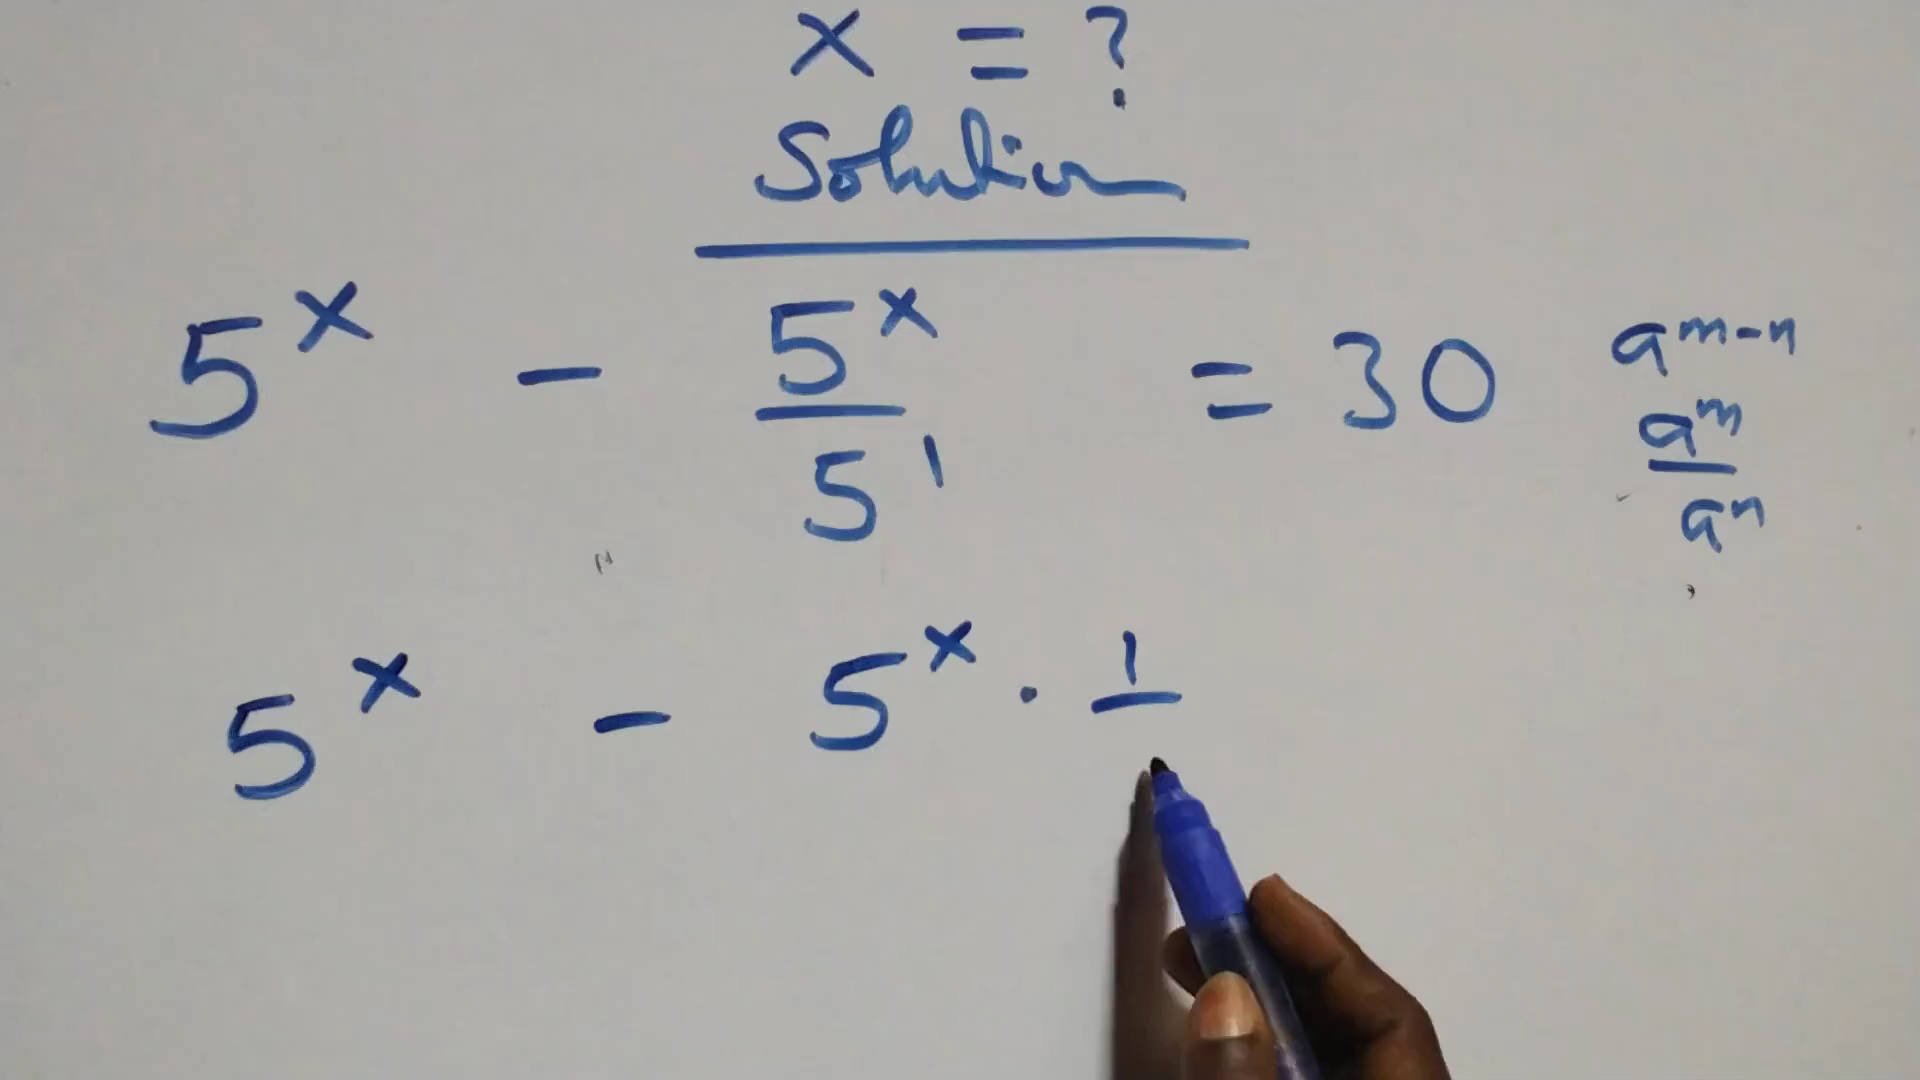 x = ?
Solution
5^x - 5^x/5^1 = 30
a^m-n
a^m/a^n
5^x - 5^x · 1/